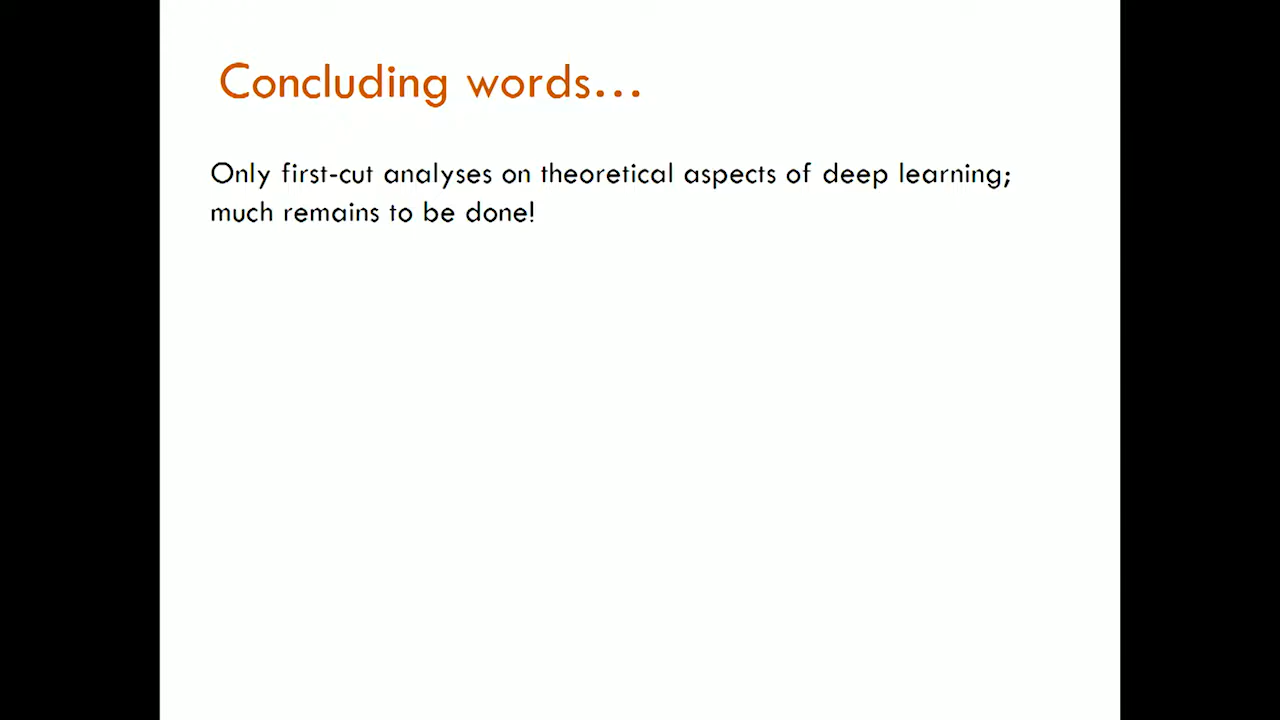 Concluding words...
Only first-cut analyses on theoretical aspects of deep learning;
much remains to be done!